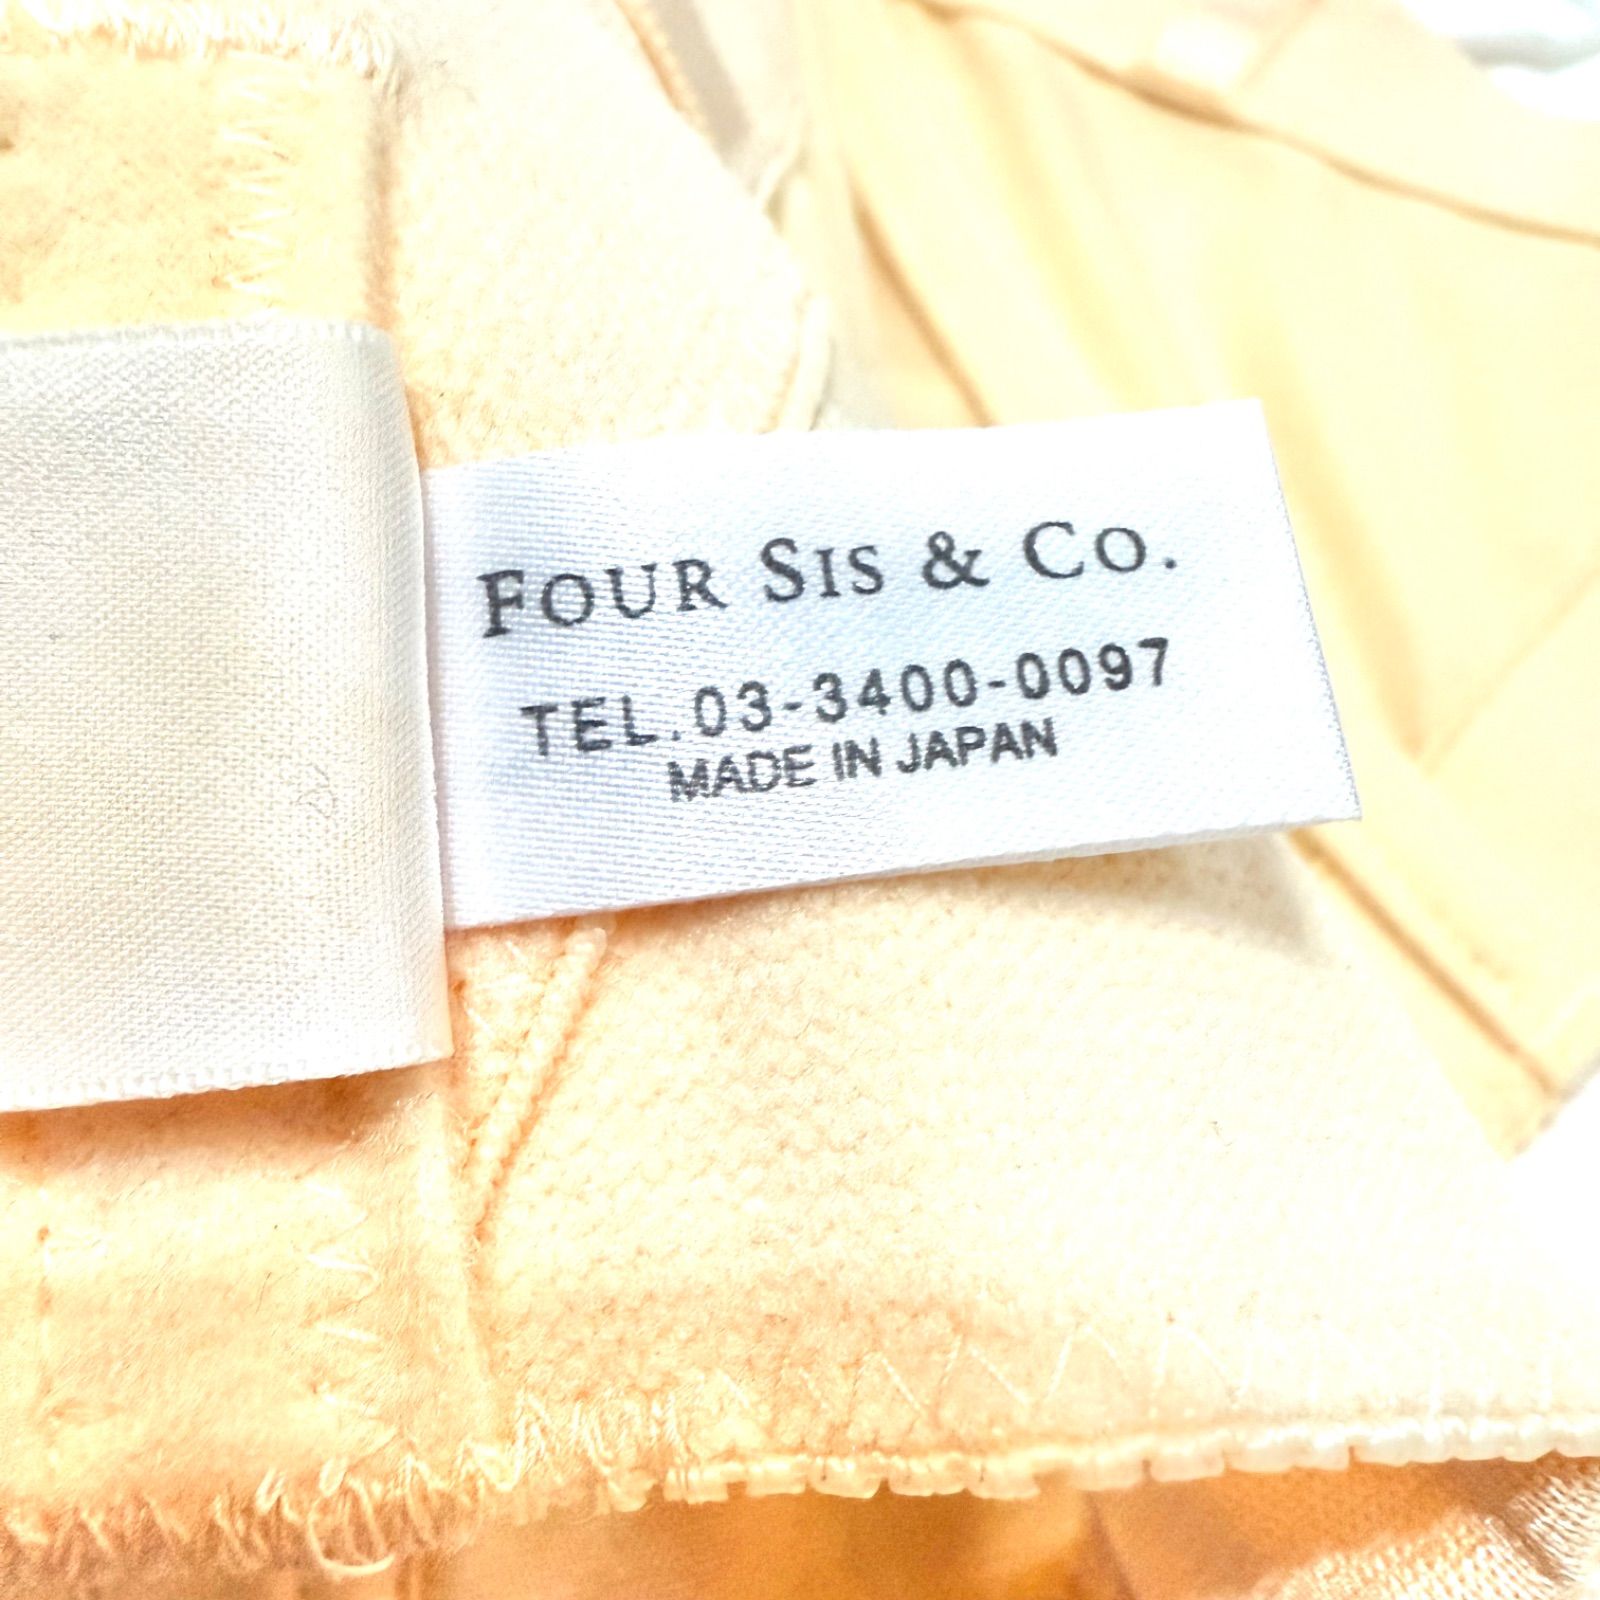 FOUR SIS & CO.
TEL.03-3400-0097
MADE IN JAPAN